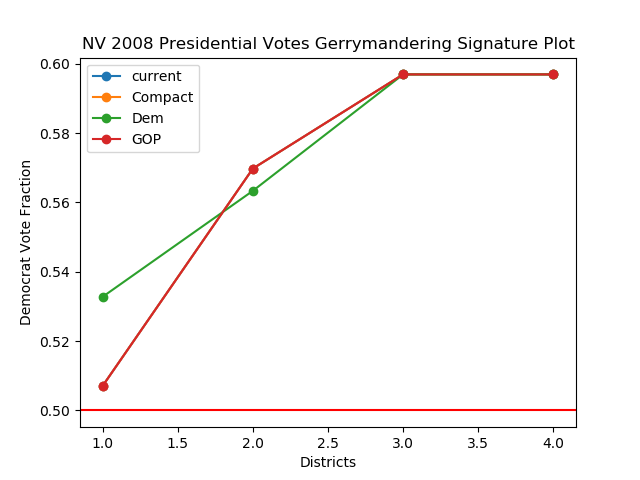 NV 2008 Presidential Votes Gerrymandering Signature Plot
current
Compact
Dem
GOP
Democrat Vote Fraction
0.60
0.58
0.56
0.54
0.52
0.50
1.0 1.5 2.0 2.5 3.0 3.5 4.0
Districts